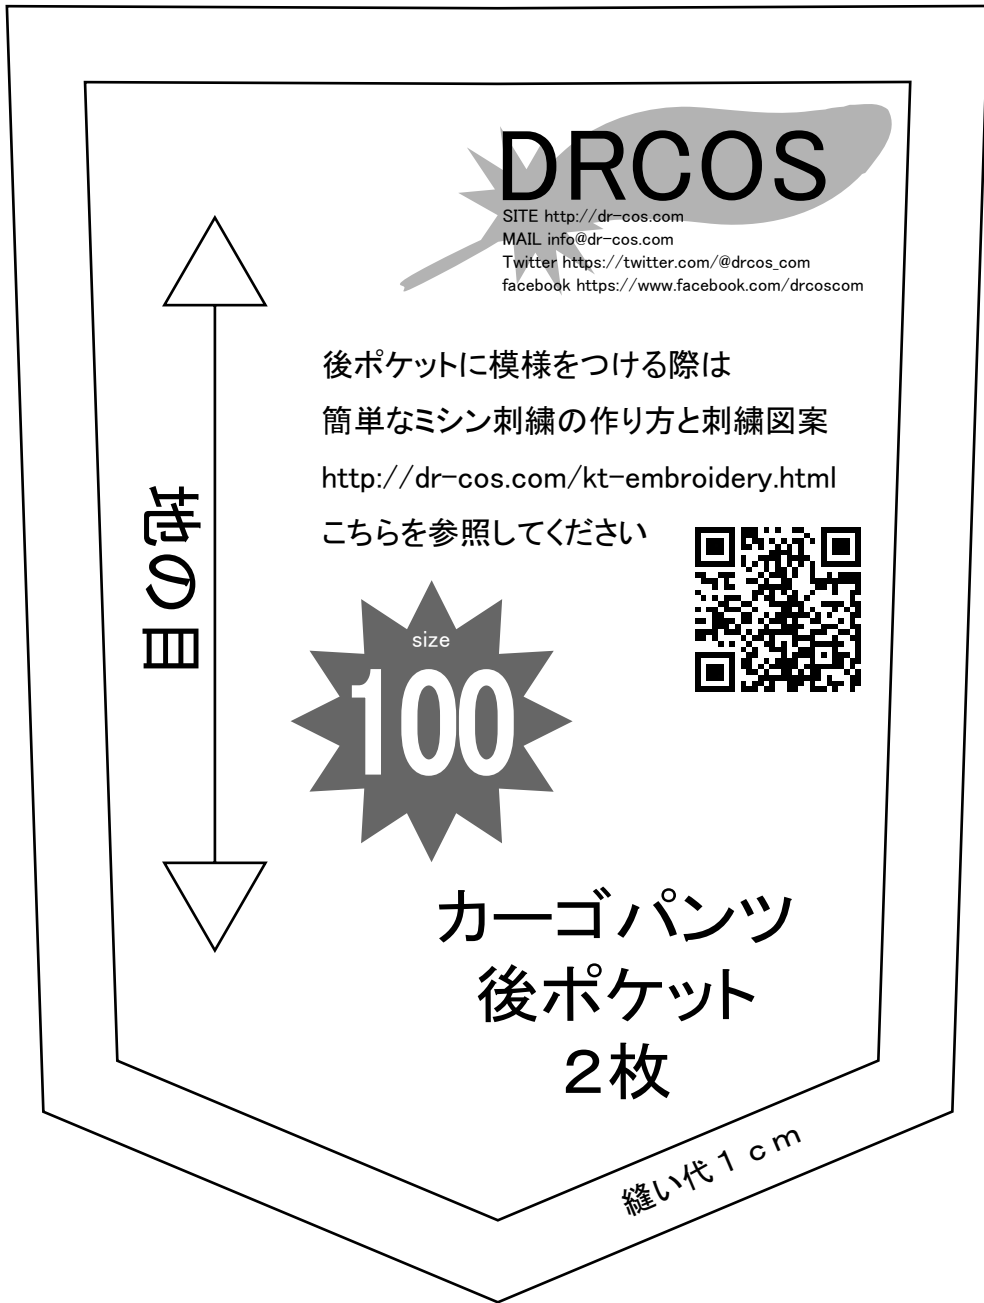 DRCOS
SITE http://dr-cos.com
MAIL info@dr-cos.com
Twitter https://twitter.com/@drcos_com
facebook https://www.facebook.com/drcoscom
後ポケットに模様をつける際は
簡単なミシン刺繍の作り方と刺繍図案
http://dr-cos.com/kt-embroidery.html
こちらを参照してください
地の目
size
100
カーゴパンツ
後ポケット
２枚
縫い代１ｃｍ